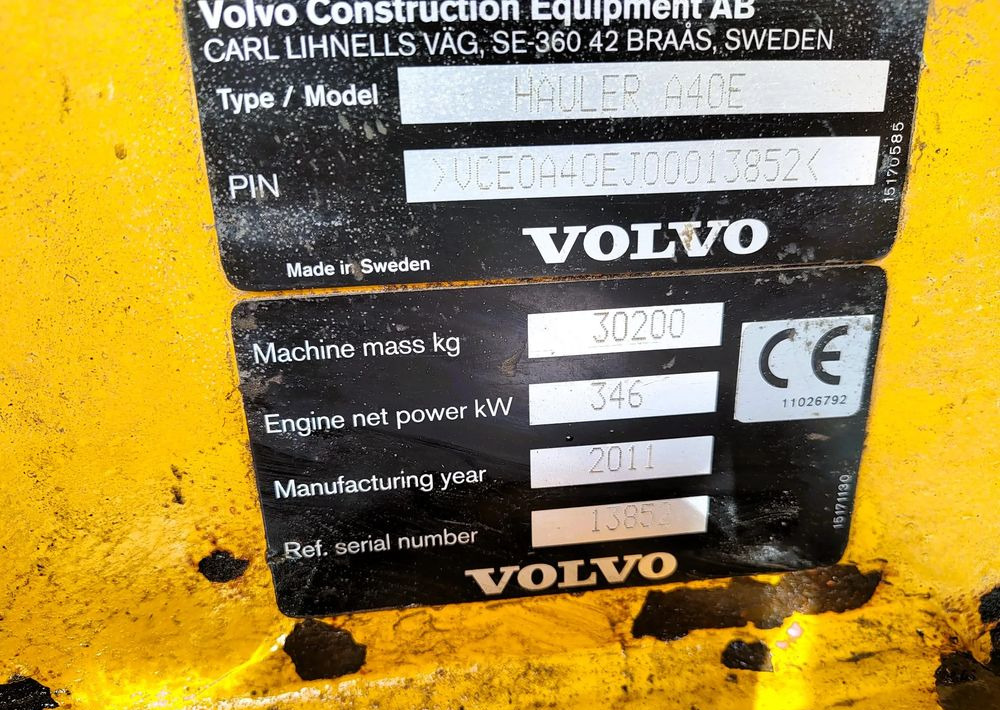 Volvo Construction Equipment AB
CARL LIHNELLS VÄG, SE-360 42 BRAÅS, SWEDEN
Type / Model HAULER A40E
PIN >VCE0A40EJ00013852<
15170585
VOLVO
Made in Sweden
Machine mass kg 30200
CE
11026792
Engine net power kW 346
Manufacturing year 2011
15171130
Ref. serial number 13852
VOLVO